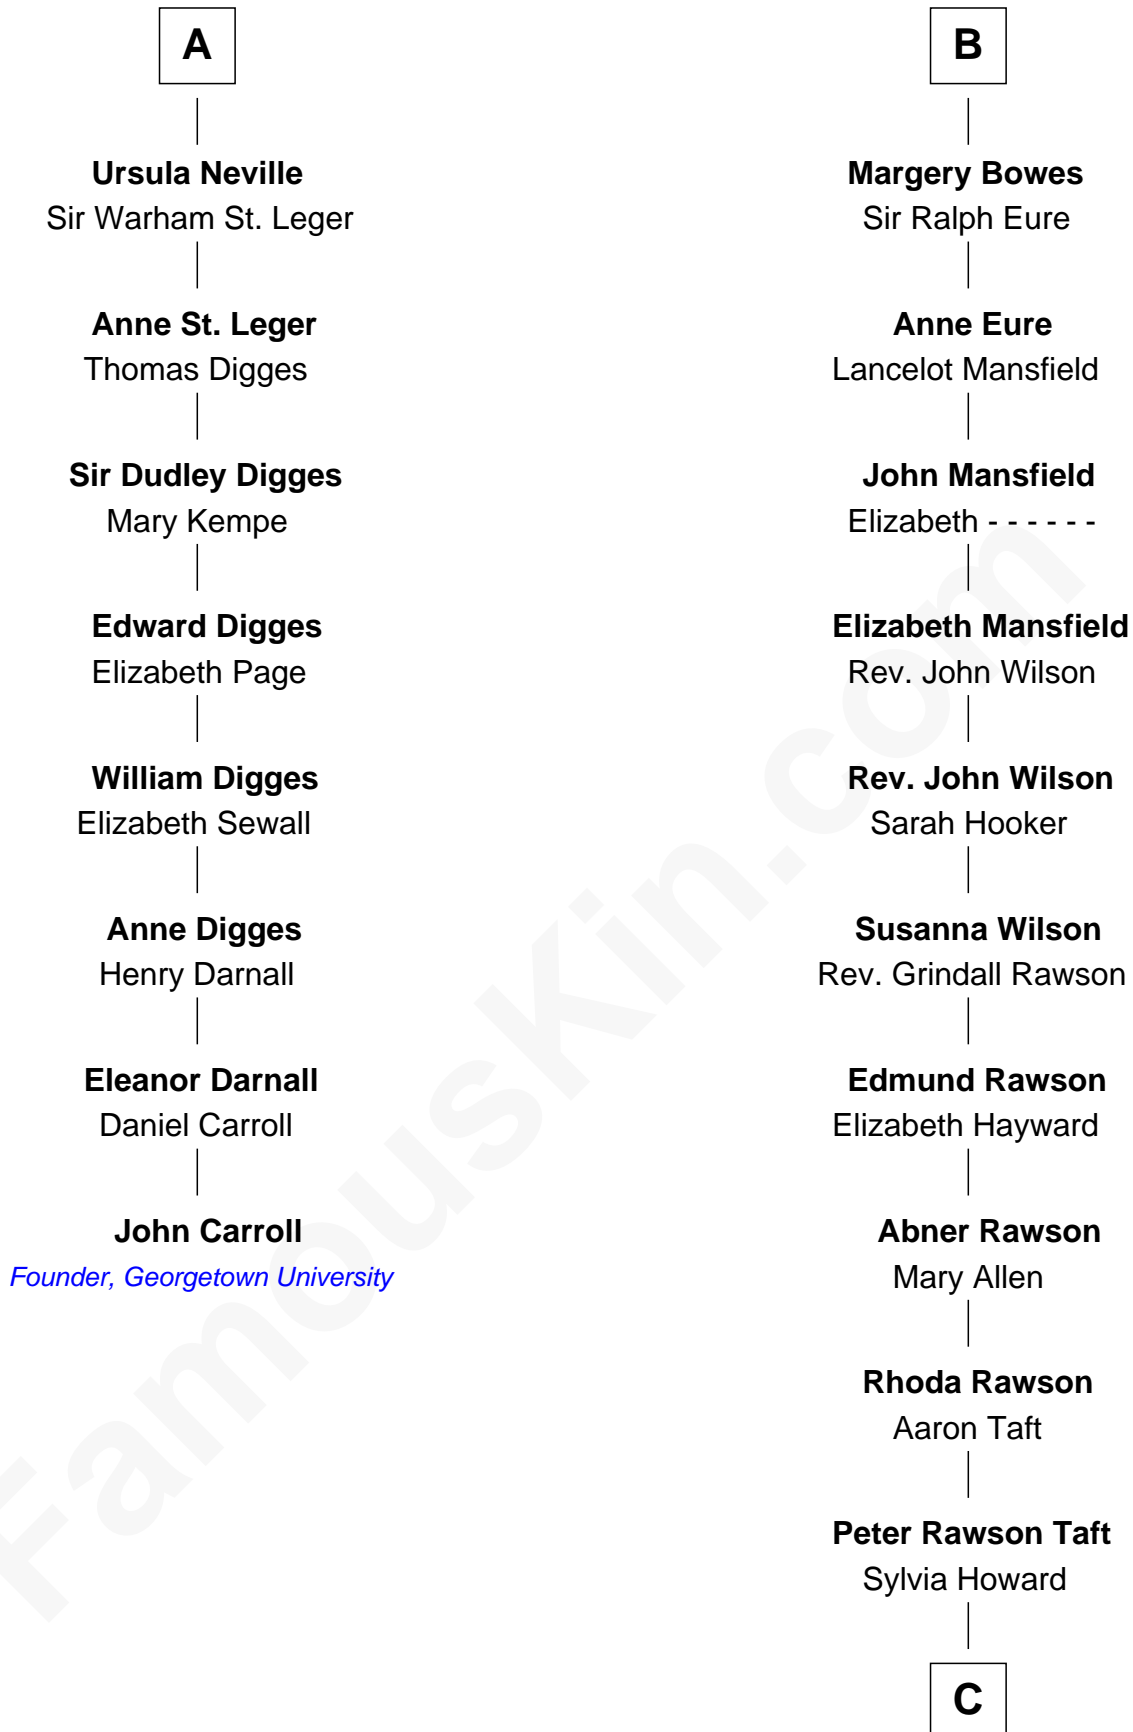 A
Ursula Neville
Sir Warham St. Leger
Anne St. Leger
Thomas Digges
Sir Dudley Digges
Mary Kempe
Edward Digges
Elizabeth Page
William Digges
Elizabeth Sewall
Anne Digges
Henry Darnall
Eleanor Darnall
Daniel Carroll
John Carroll
Founder, Georgetown University
B
Margery Bowes
Sir Ralph Eure
Anne Eure
Lancelot Mansfield
John Mansfield
Elizabeth - - - - - -
Elizabeth Mansfield
Rev. John Wilson
Rev. John Wilson
Sarah Hooker
Susanna Wilson
Rev. Grindall Rawson
Edmund Rawson
Elizabeth Hayward
Abner Rawson
Mary Allen
Rhoda Rawson
Aaron Taft
Peter Rawson Taft
Sylvia Howard
C
FamousKin.com